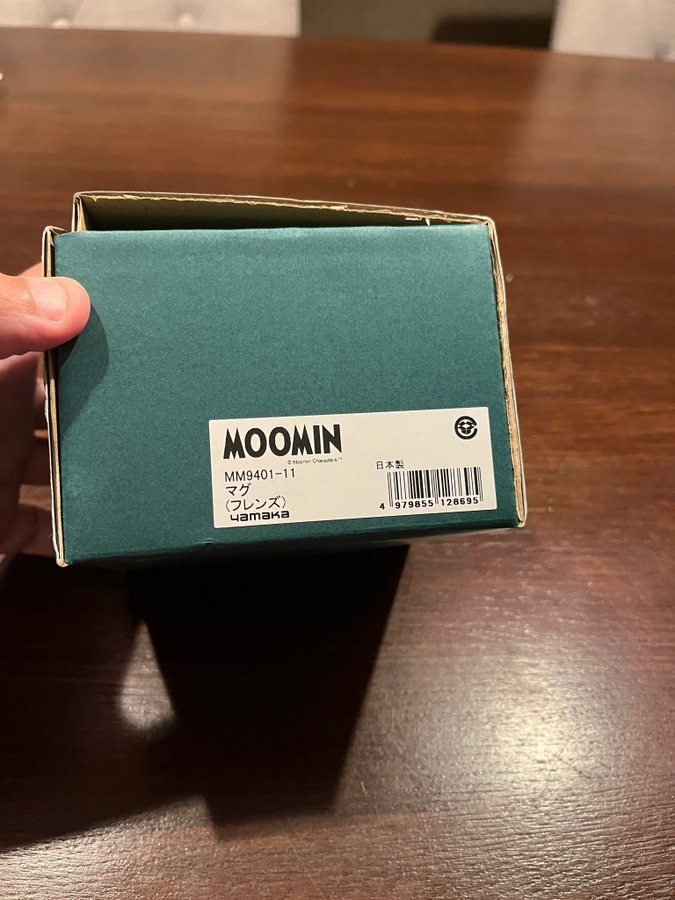 MOOMIN
© Moomin Characters™
MM9401-11
マグ
(フレンズ)
yamaka
日本製
4 979855 128695